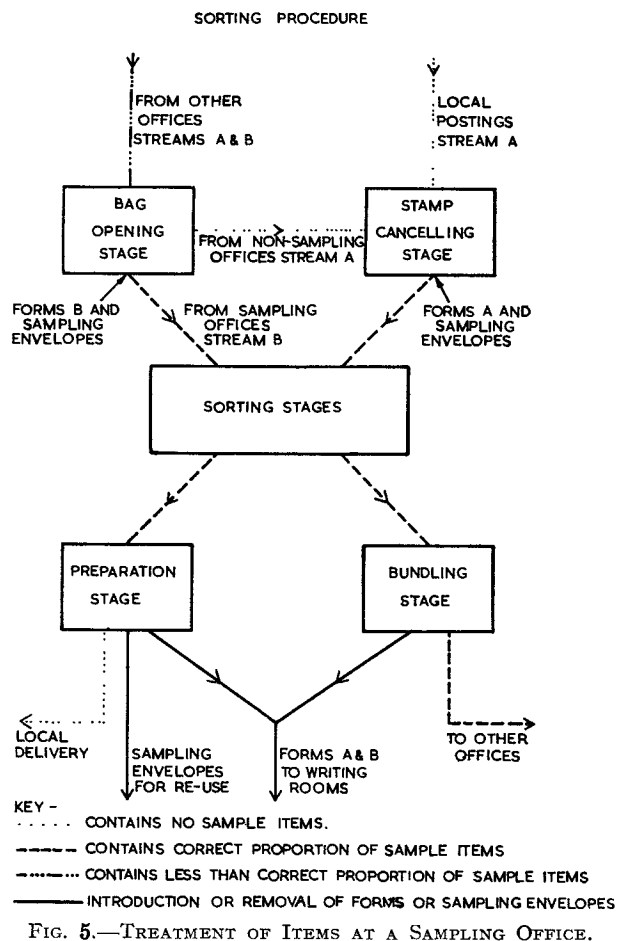 SORTING PROCEDURE
FROM OTHER
OFFICES
STREAMS A & B
LOCAL
POSTINGS
STREAM A
BAG
OPENING
STAGE
FROM NON-SAMPLING
OFFICES STREAM A
STAMP
CANCELLING
STAGE
FORMS B AND
SAMPLING
ENVELOPES
FROM SAMPLING
OFFICES
STREAM B
FORMS A AND
SAMPLING
ENVELOPES
SORTING STAGES
PREPARATION
STAGE
BUNDLING
STAGE
LOCAL
DELIVERY
SAMPLING
ENVELOPES
FOR RE-USE
FORMS A & B
TO WRITING
ROOMS
TO OTHER
OFFICES
KEY -
CONTAINS NO SAMPLE ITEMS.
CONTAINS CORRECT PROPORTION OF SAMPLE ITEMS
CONTAINS LESS THAN CORRECT PROPORTION OF SAMPLE ITEMS
INTRODUCTION OR REMOVAL OF FORMS OR SAMPLING ENVELOPES
FIG. 5.—TREATMENT OF ITEMS AT A SAMPLING OFFICE.